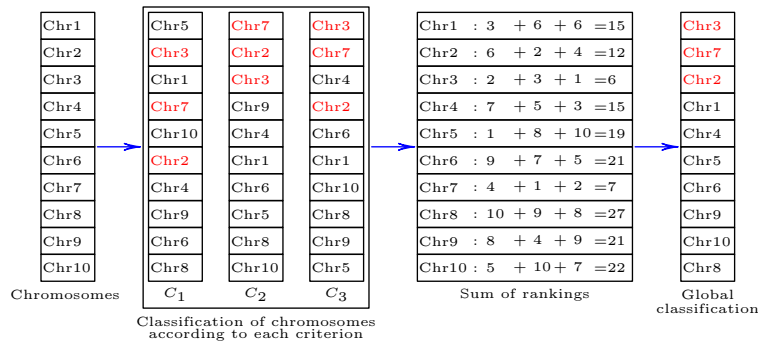 Chr1 Chr5 Chr7 Chr3 Chr1 : 3 + 6 + 6 =15 Chr3
Chr2 Chr3 Chr2 Chr7 Chr2 : 6 + 2 + 4 =12 Chr7
Chr3 Chr1 Chr3 Chr4 Chr3 : 2 + 3 + 1 =6 Chr2
Chr4 Chr7 Chr9 Chr2 Chr4 : 7 + 5 + 3 =15 Chr1
Chr5 Chr10 Chr4 Chr6 Chr5 : 1 + 8 + 10 =19 Chr4
Chr6 Chr2 Chr1 Chr1 Chr6 : 9 + 7 + 5 =21 Chr5
Chr7 Chr4 Chr6 Chr10 Chr7 : 4 + 1 + 2 =7 Chr6
Chr8 Chr9 Chr5 Chr8 Chr8 : 10 + 9 + 8 =27 Chr9
Chr9 Chr6 Chr8 Chr9 Chr9 : 8 + 4 + 9 =21 Chr10
Chr10 Chr8 Chr10 Chr5 Chr10 : 5 + 10 + 7 =22 Chr8
Chromosomes C1 C2 C3 Sum of rankings Global
classification
Classification of chromosomes
according to each criterion